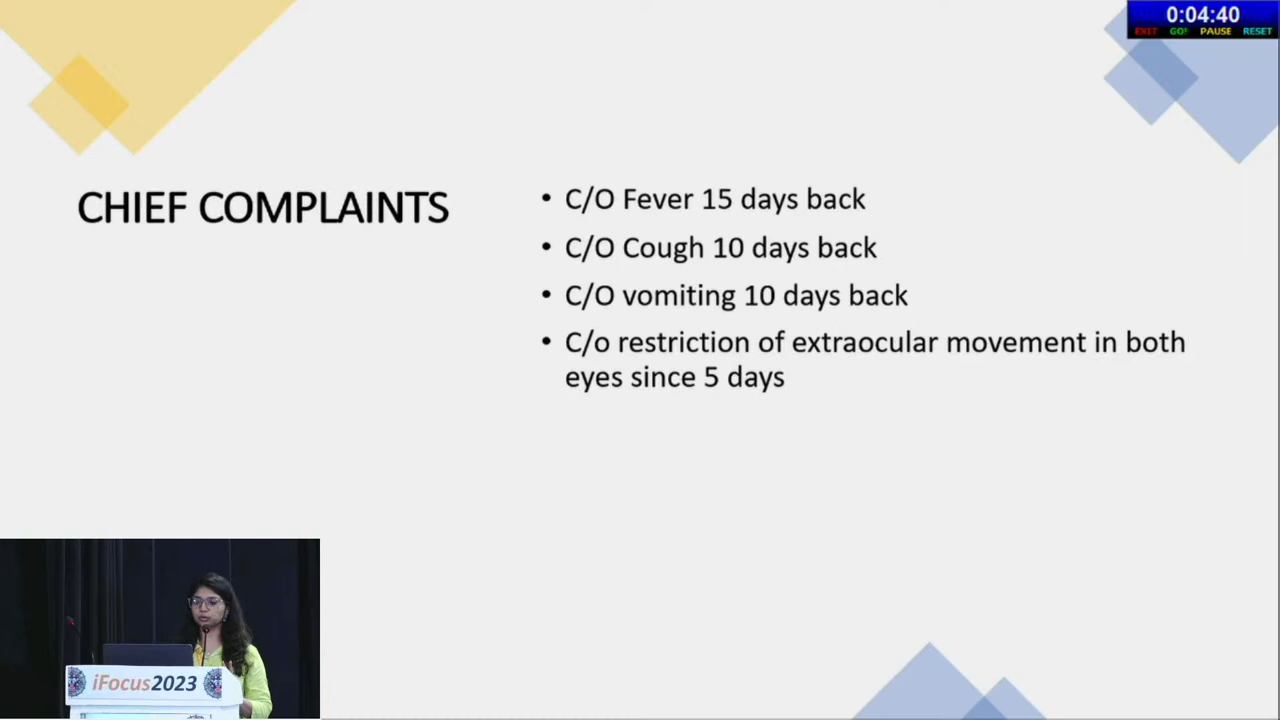 0:04:40
EXIT GO! PAUSE RESET
CHIEF COMPLAINTS
• C/O Fever 15 days back
• C/O Cough 10 days back
• C/O vomiting 10 days back
• C/o restriction of extraocular movement in both
eyes since 5 days
iFocus2023